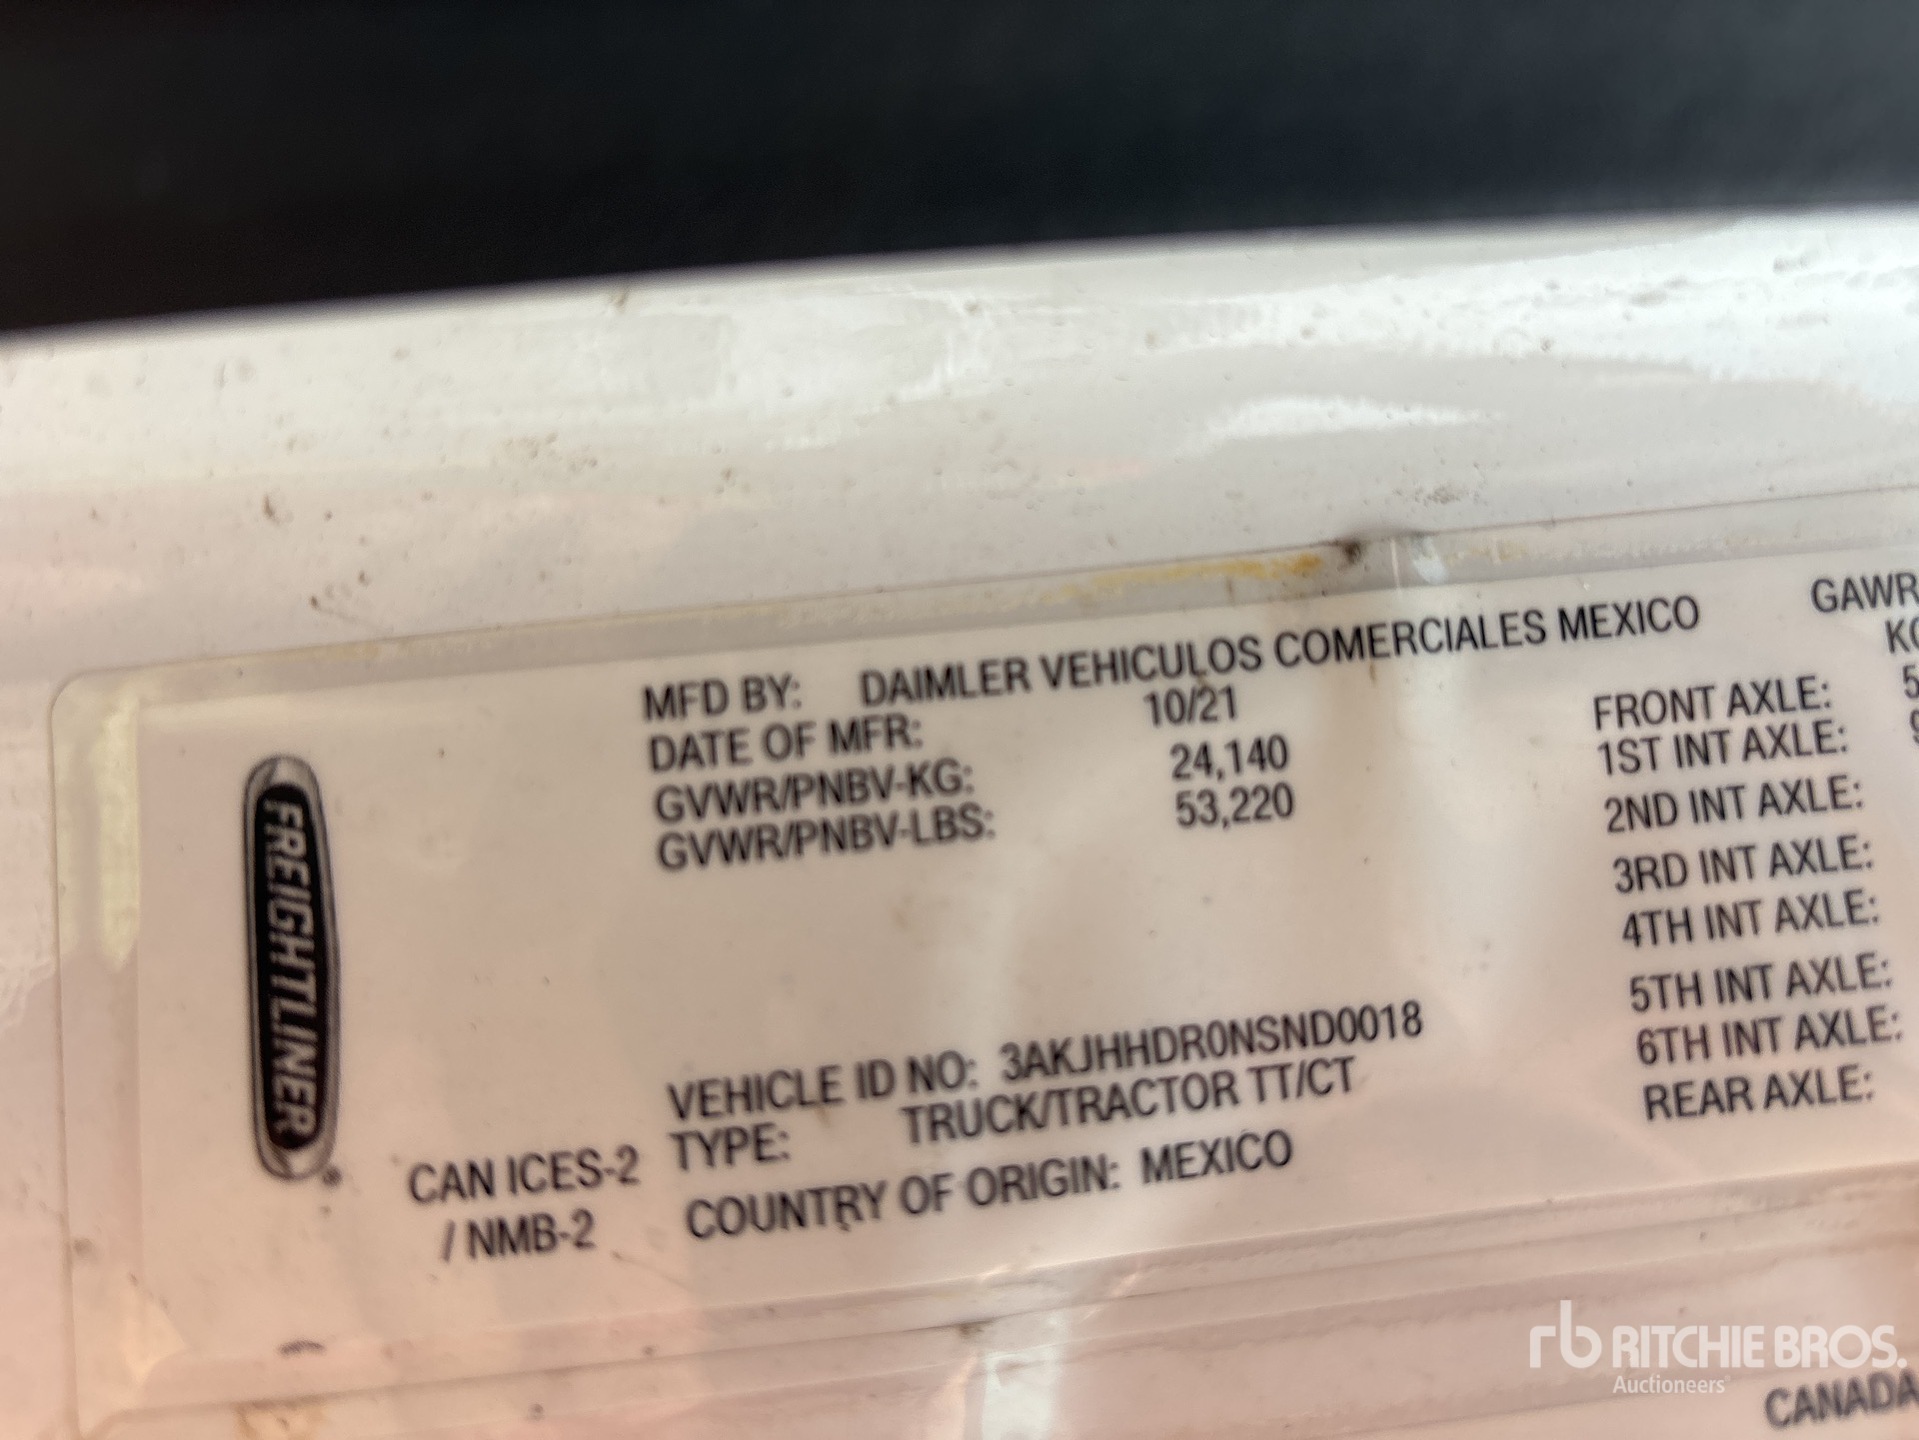 FREIGHTLINER
MFD BY: DAIMLER VEHICULOS COMERCIALES MEXICO
DATE OF MFR: 10/21
GVWR/PNBV-KG: 24,140
GVWR/PNBV-LBS: 53,220
VEHICLE ID NO: 3AKJHHDR0NSND0018
TYPE: TRUCK/TRACTOR TT/CT
COUNTRY OF ORIGIN: MEXICO
CAN ICES-2
/ NMB-2
GAWR
FRONT AXLE:
1ST INT AXLE:
2ND INT AXLE:
3RD INT AXLE:
4TH INT AXLE:
5TH INT AXLE:
6TH INT AXLE:
REAR AXLE:
rb RITCHIE BROS.
Auctioneers
CANADA